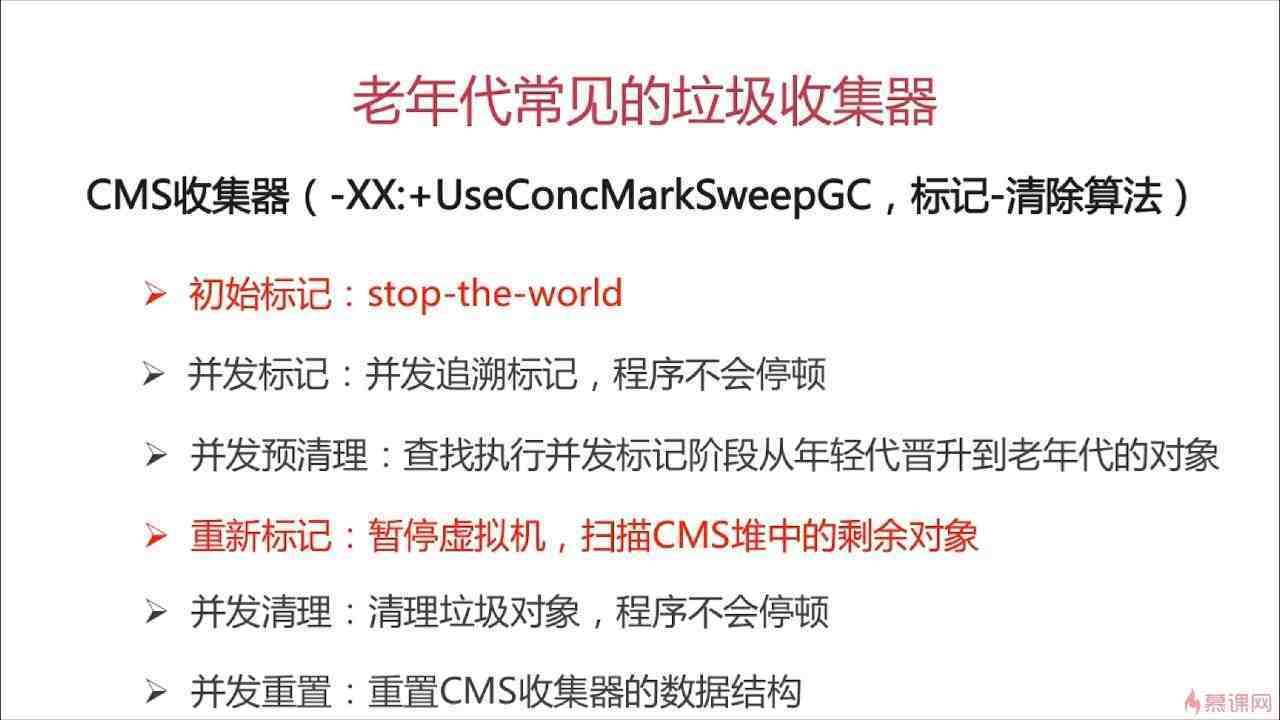 老年代常见的垃圾收集器
CMS收集器（-XX:+UseConcMarkSweepGC，标记-清除算法）
➢ 初始标记：stop-the-world
➢ 并发标记：并发追溯标记，程序不会停顿
➢ 并发预清理：查找执行并发标记阶段从年轻代晋升到老年代的对象
➢ 重新标记：暂停虚拟机，扫描CMS堆中的剩余对象
➢ 并发清理：清理垃圾对象，程序不会停顿
➢ 并发重置：重置CMS收集器的数据结构
慕课网